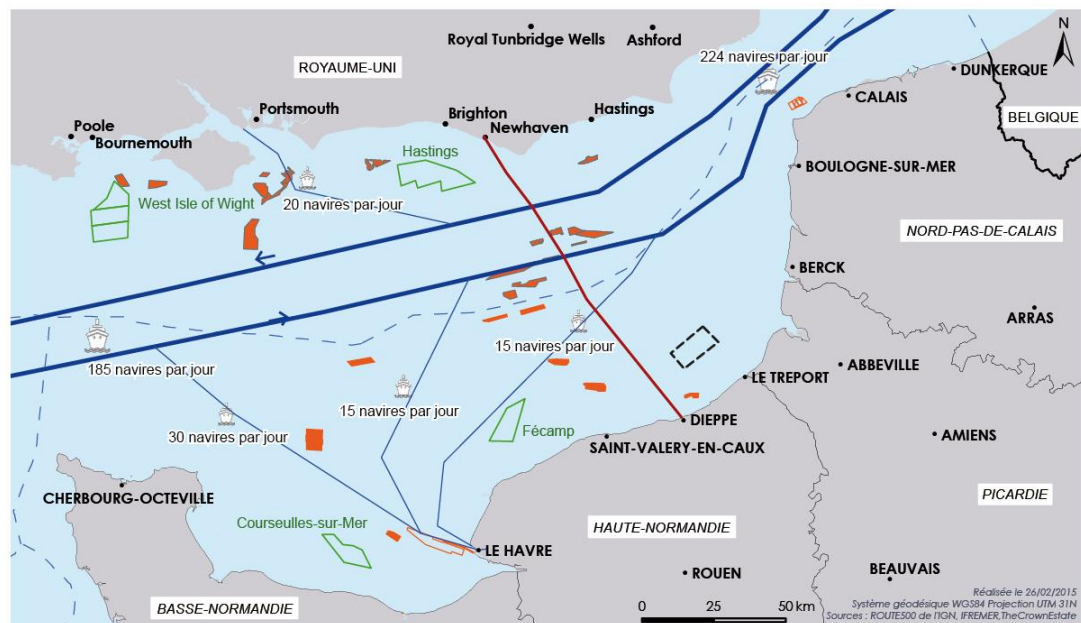 N
Royal Tunbridge Wells
Ashford
224 navires par jour
DUNKERQUE
ROYAUME-UNI
CALAIS
Portsmouth
Brighton
Hastings
BELGIQUE
Poole
Bournemouth
Newhaven
Hastings
BOULOGNE-SUR-MER
West Isle of Wight
20 navires par jour
NORD-PAS-DE-CALAIS
BERCK
ARRAS
15 navires par jour
185 navires par jour
ABBEVILLE
LE TREPORT
15 navires par jour
DIEPPE
30 navires par jour
Fécamp
SAINT-VALERY-EN-CAUX
AMIENS
CHERBOURG-OCTEVILLE
PICARDIE
Courseulles-sur-Mer
HAUTE-NORMANDIE
LE HAVRE
ROUEN
BEAUVAIS
BASSE-NORMANDIE
0 25 50 km
Réalisée le 26/02/2015
Système géodésique WGS84 Projection UTM 31N
Sources : ROUTE500 de l'IGN, IFREMER,TheCrownEstate